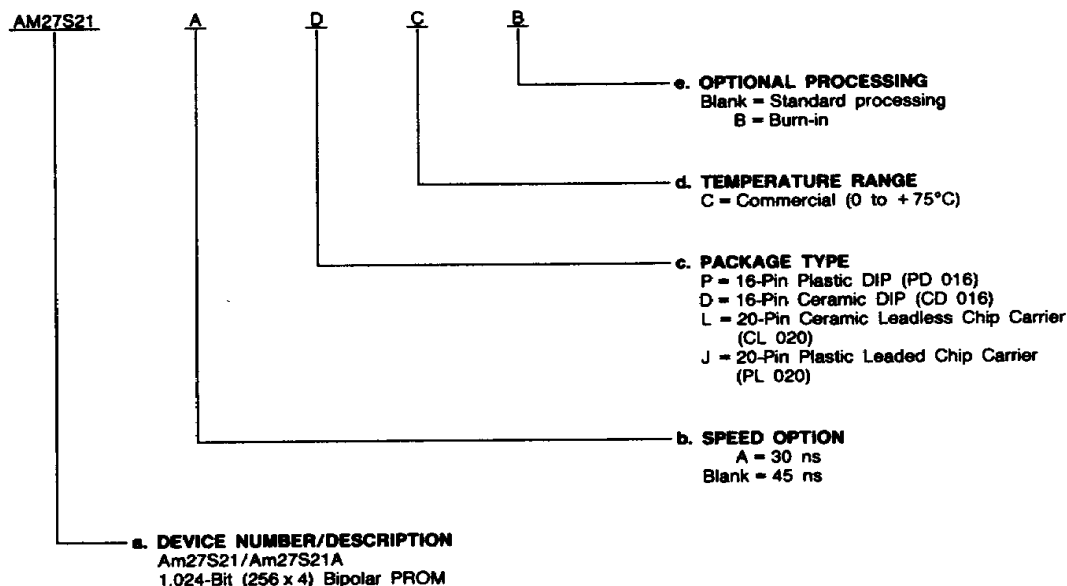 AM27S21 A D C B
e. OPTIONAL PROCESSING
Blank = Standard processing
B = Burn-in
d. TEMPERATURE RANGE
C = Commercial (0 to +75°C)
c. PACKAGE TYPE
P = 16-Pin Plastic DIP (PD 016)
D = 16-Pin Ceramic DIP (CD 016)
L = 20-Pin Ceramic Leadless Chip Carrier
(CL 020)
J = 20-Pin Plastic Leaded Chip Carrier
(PL 020)
b. SPEED OPTION
A = 30 ns
Blank = 45 ns
a. DEVICE NUMBER/DESCRIPTION
Am27S21/Am27S21A
1,024-Bit (256 x 4) Bipolar PROM